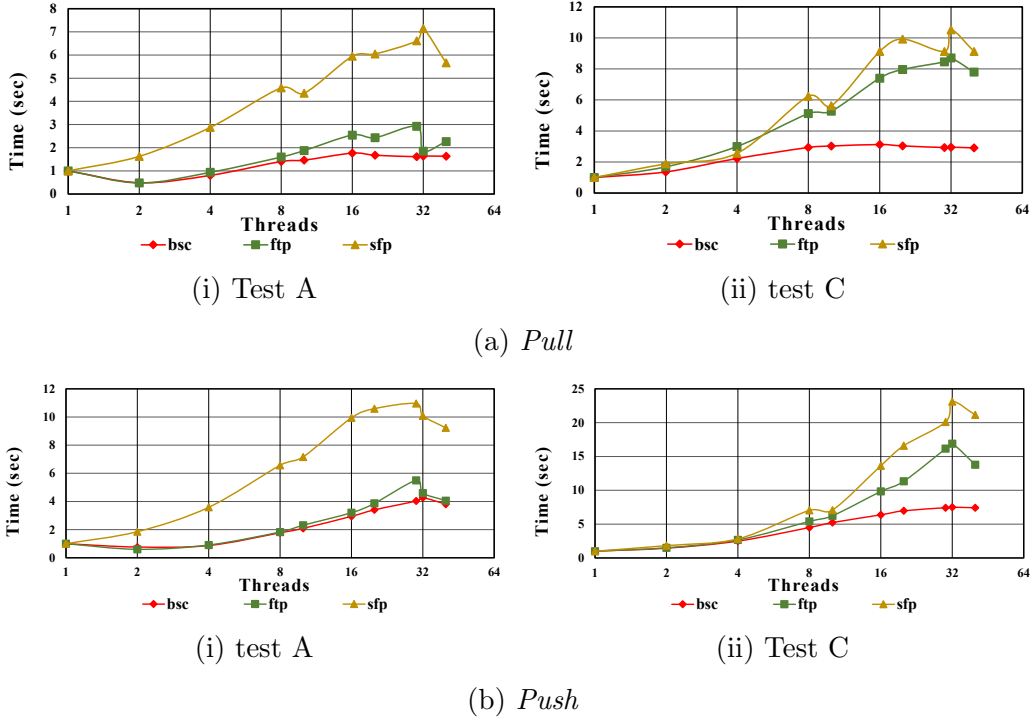 8
7
6
5
4
3
2
1
0
Time (sec)
1 2 4 8 16 32 64
Threads
bsc ftp sfp
(i) Test A
12
10
8
6
4
2
0
Time (sec)
1 2 4 8 16 32 64
Threads
bsc ftp sfp
(ii) test C
(a) Pull
12
10
8
6
4
2
0
Time (sec)
1 2 4 8 16 32 64
Threads
bsc ftp sfp
(i) test A
25
20
15
10
5
0
Time (sec)
1 2 4 8 16 32 64
Threads
bsc ftp sfp
(ii) Test C
(b) Push